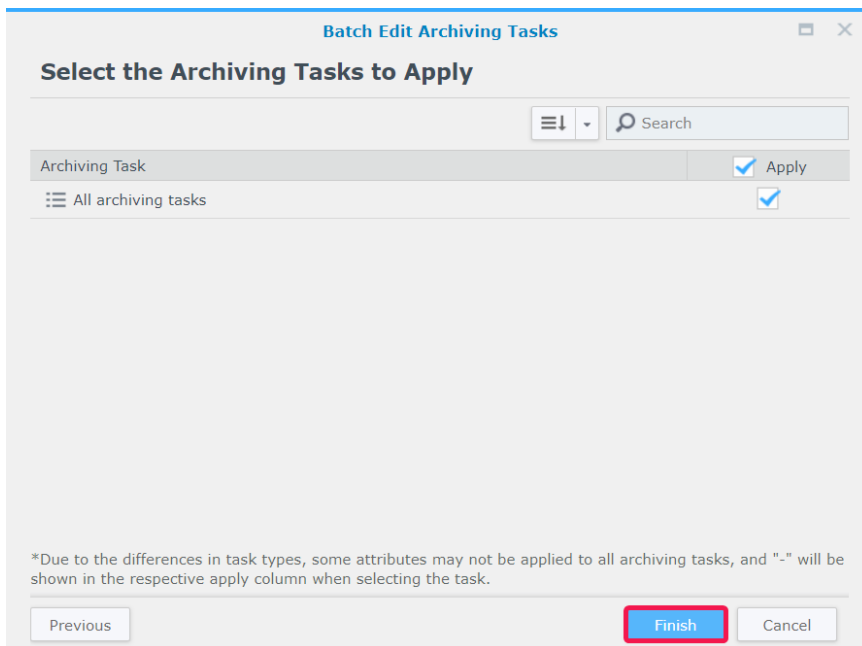 Batch Edit Archiving Tasks
Select the Archiving Tasks to Apply
Search
Archiving Task
Apply
All archiving tasks
*Due to the differences in task types, some attributes may not be applied to all archiving tasks, and "-" will be
shown in the respective apply column when selecting the task.
Previous
Finish
Cancel